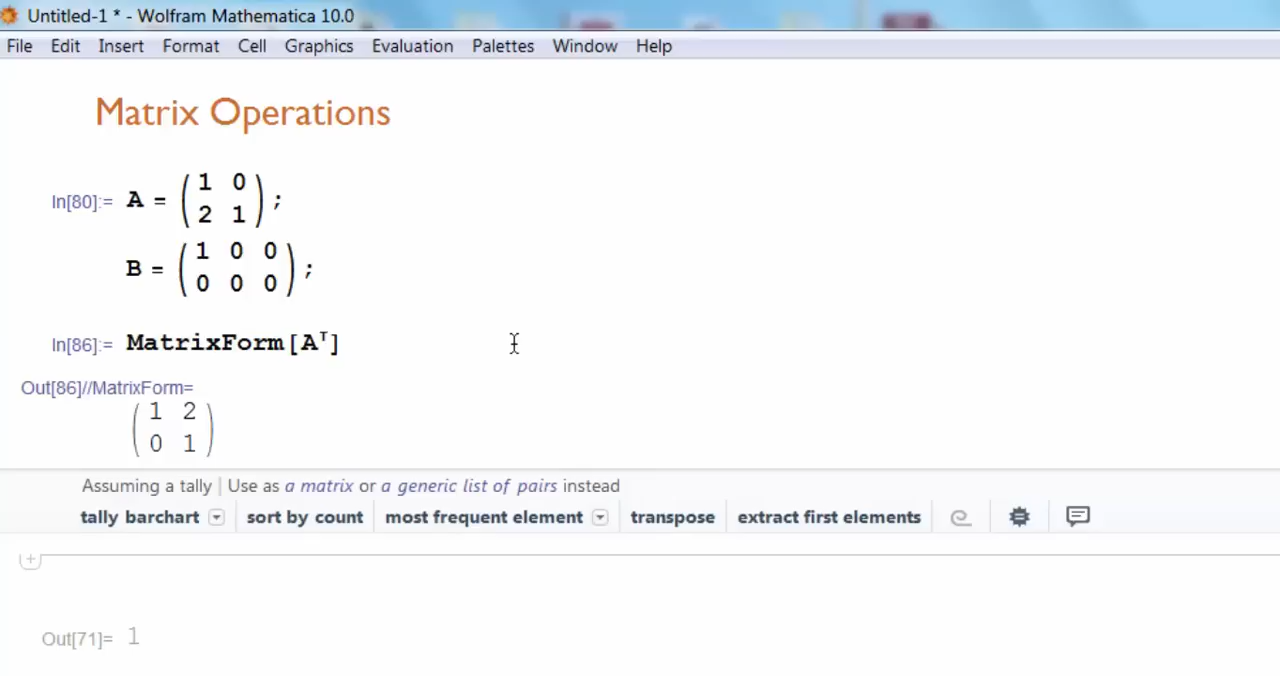 Untitled-1 * - Wolfram Mathematica 10.0
File Edit Insert Format Cell Graphics Evaluation Palettes Window Help
Matrix Operations
In[80]:= A = (1 0
2 1) ;
B = (1 0 0
0 0 0) ;
In[86]:= MatrixForm[Aᵀ]
Out[86]//MatrixForm=
(1 2
0 1)
Assuming a tally | Use as a matrix or a generic list of pairs instead
tally barchart sort by count most frequent element transpose extract first elements
Out[71]= 1